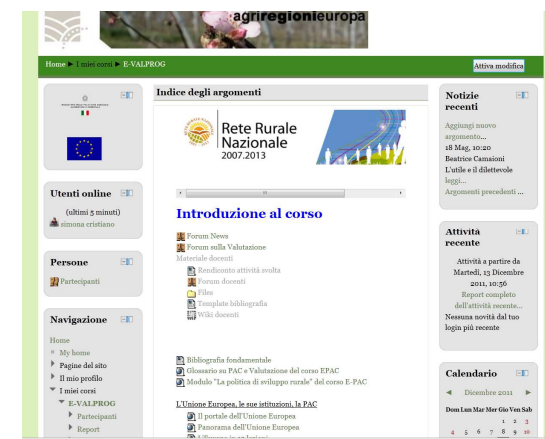 agriregionieuropa
Home ► I miei corsi ► E-VALPROG
Attiva modifica
Utenti online
(ultimi 5 minuti)
simona cristiano
Persone
Partecipanti
Navigazione
Home
My home
Pagine del sito
Il mio profilo
I miei corsi
E-VALPROG
Partecipanti
Report
Indice degli argomenti
Rete Rurale
Nazionale
2007.2013
Introduzione al corso
Forum News
Forum sulla Valutazione
Materiale docenti
Rendiconto attività svolta
Forum docenti
Files
Template bibliografia
Wiki docenti
Bibliografia fondamentale
Glossario su PAC e Valutazione del corso EPAC
Modulo "La politica di sviluppo rurale" del corso E-PAC
L'Unione Europea, le sue istituzioni, la PAC
Il portale dell'Unione Europea
Panorama dell'Unione Europea
Notizie
recenti
Aggiungi nuovo
argomento...
18 Mag, 10:20
Beatrice Camaioni
L'utile e il dilettevole
leggi...
Argomenti precedenti ...
Attività
recente
Attività a partire da
Martedì, 13 Dicembre
2011, 10:56
Report completo
dell'attività recente...
Nessuna novità dal tuo
login più recente
Calendario
◄ Dicembre 2011 ►
Dom Lun Mar Mer Gio Ven Sab
1 2 3
4 5 6 7 8 9 10